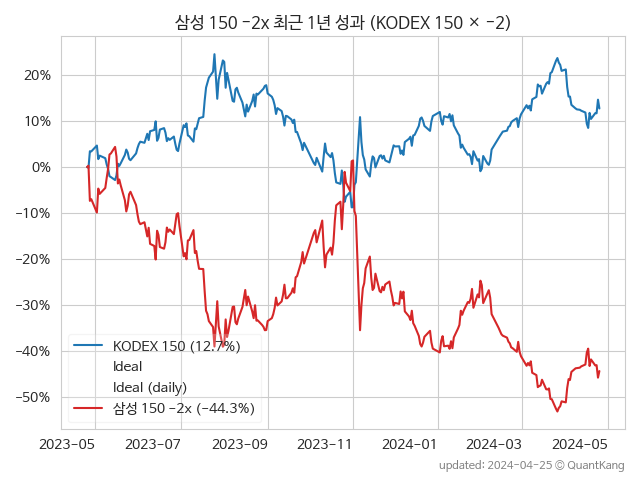 삼성 150 −2x 최근 1년 성과 (KODEX 150 × −2)
20%
10%
0%
−10%
−20%
−30%
−40%
−50%
KODEX 150 (12.7%)
Ideal
Ideal (daily)
삼성 150 −2x (−44.3%)
2023-05 2023-07 2023-09 2023-11 2024-01 2024-03 2024-05
updated: 2024-04-25 © QuantKang